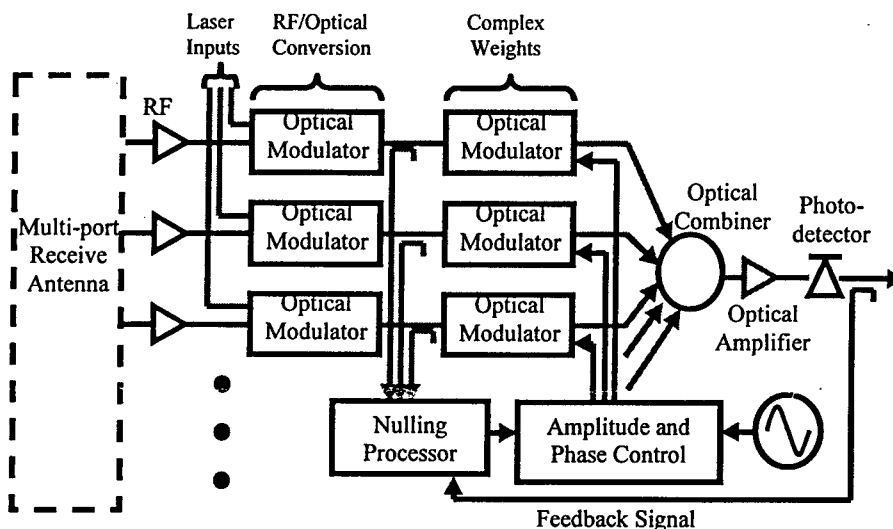 Laser
Inputs
RF/Optical
Conversion
Complex
Weights
RF
Optical
Modulator
Optical
Modulator
Optical
Modulator
Optical
Modulator
Optical
Modulator
Optical
Modulator
Multi-port
Receive
Antenna
Optical
Combiner
Photo-
detector
Optical
Amplifier
Nulling
Processor
Amplitude and
Phase Control
Feedback Signal